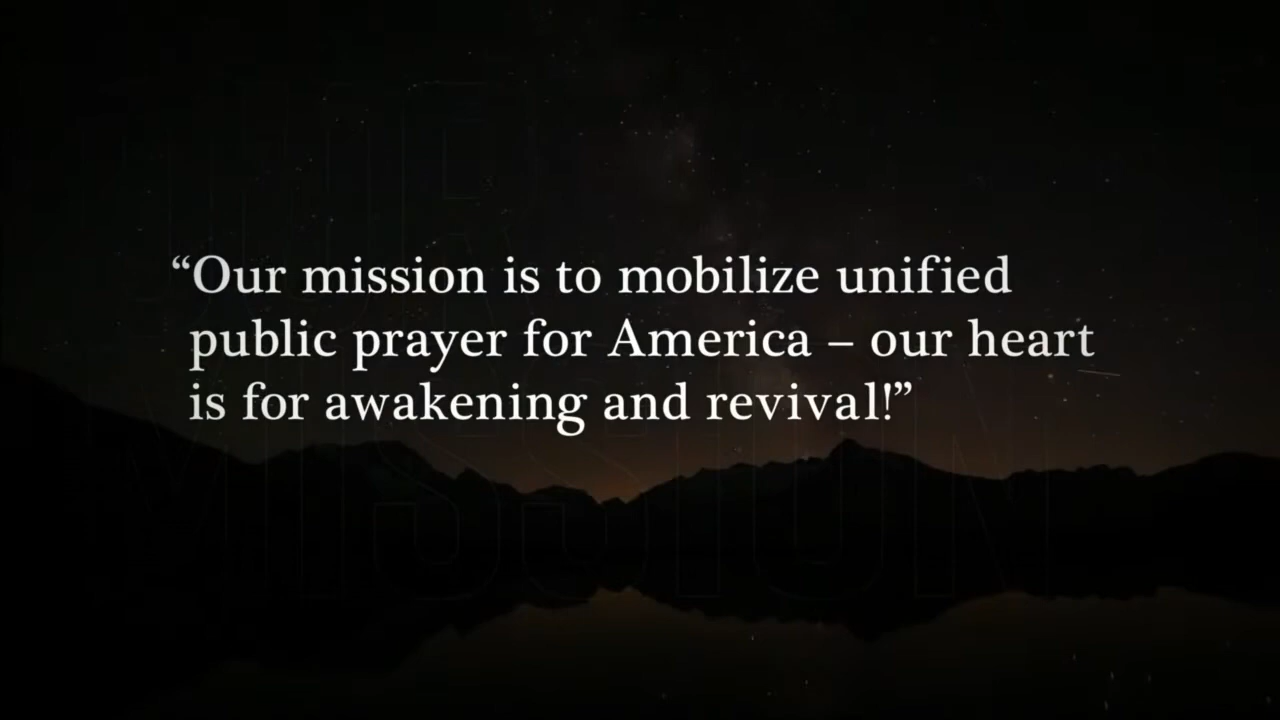 “Our mission is to mobilize unified
public prayer for America – our heart
is for awakening and revival!”